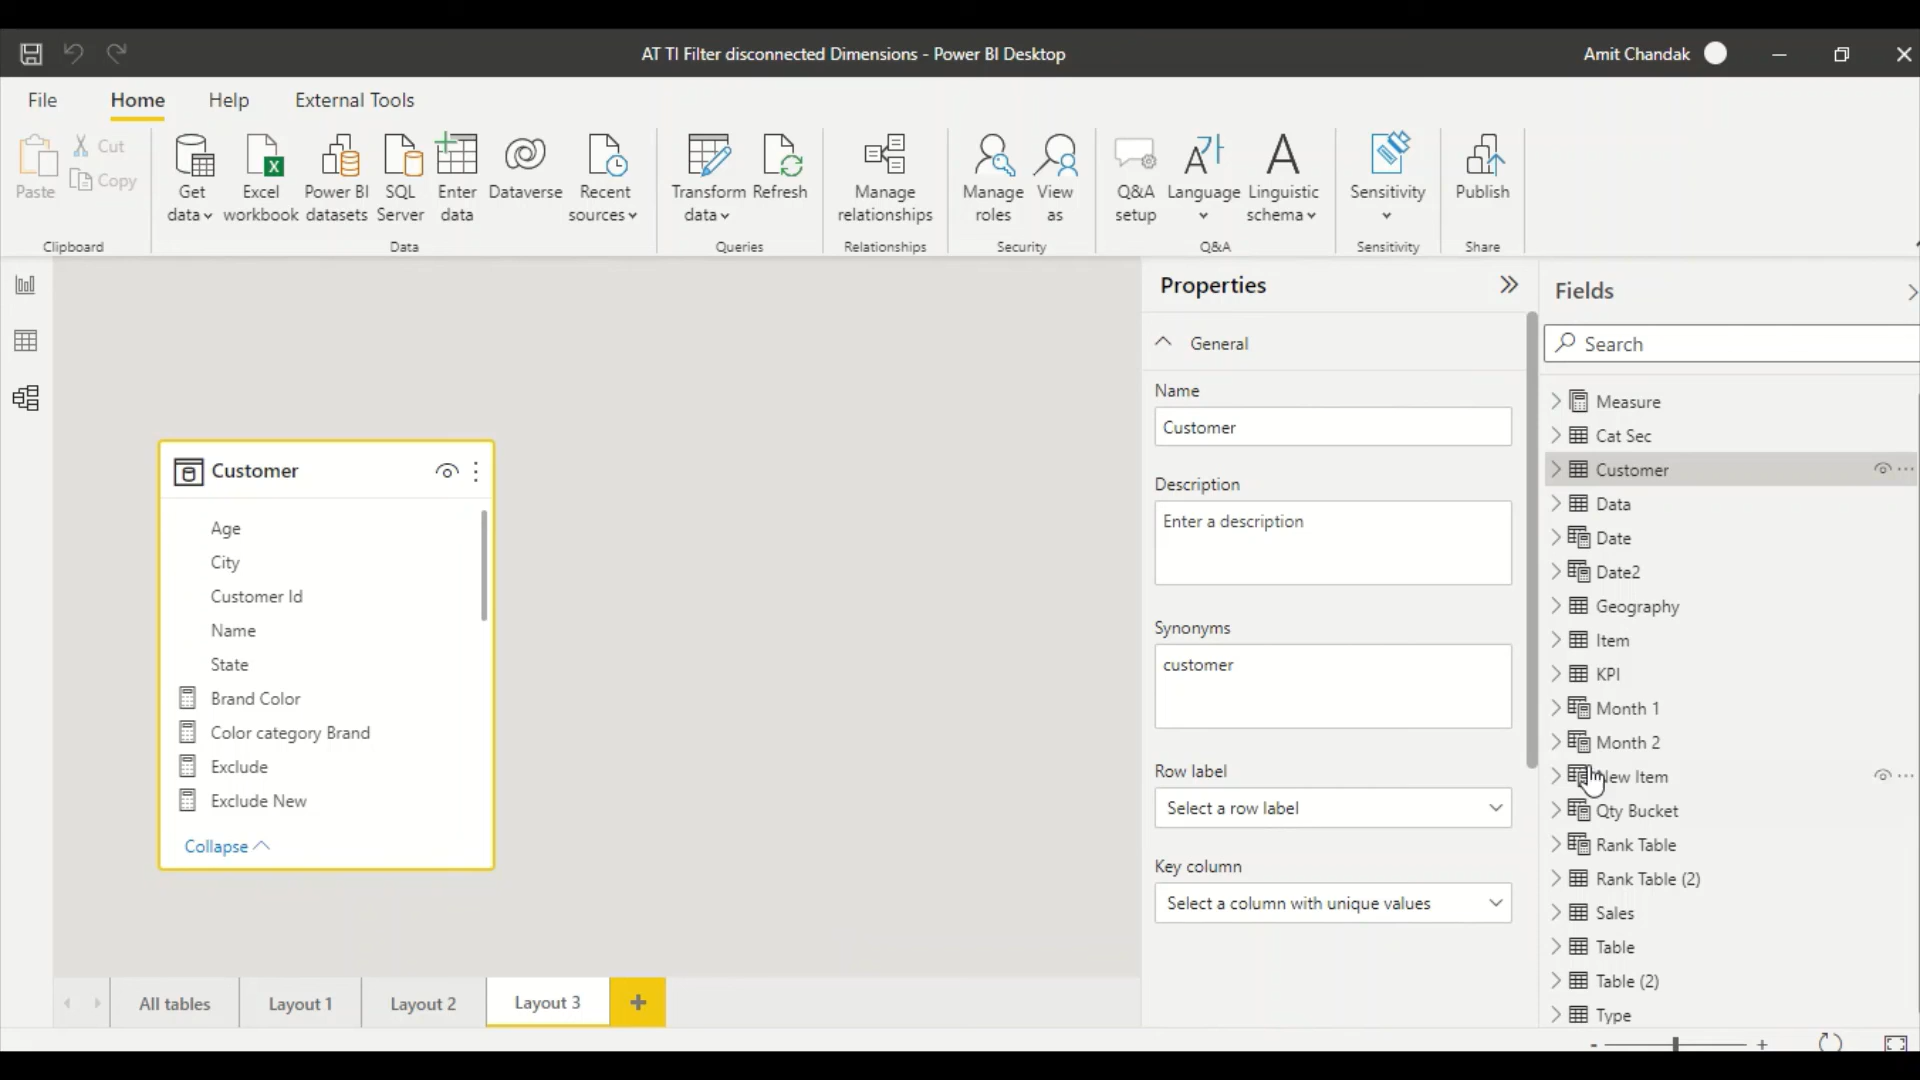 AT TI Filter disconnected Dimensions - Power BI Desktop
Amit Chandak
File
Home
Help
External Tools
Paste
Cut
Copy
Get data
Excel workbook
Power BI datasets
SQL Server
Enter data
Dataverse
Recent sources
Transform data
Refresh
Manage relationships
Manage roles
View as
Q&A setup
Language
Linguistic schema
Sensitivity
Publish
Clipboard
Data
Queries
Relationships
Security
Q&A
Sensitivity
Share
Customer
Age
City
Customer Id
Name
State
Brand Color
Color category Brand
Exclude
Exclude New
Collapse
All tables
Layout 1
Layout 2
Layout 3
+
Properties
General
Name
Customer
Description
Enter a description
Synonyms
customer
Row label
Select a row label
Key column
Select a column with unique values
Fields
Search
Measure
Cat Sec
Customer
Data
Date
Date2
Geography
Item
KPI
Month 1
Month 2
Item
Qty Bucket
Rank Table
Rank Table (2)
Sales
Table
Table (2)
Type
- +